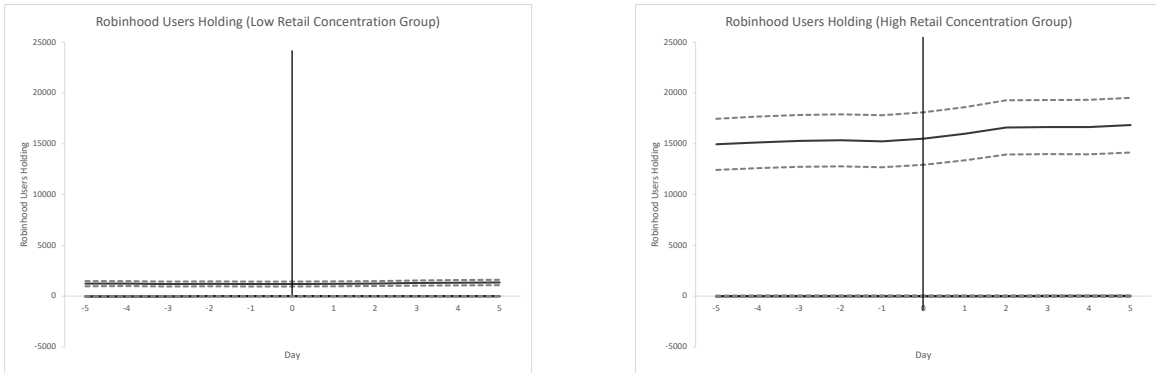 Robinhood Users Holding (Low Retail Concentration Group)
25000
20000
15000
10000
5000
0
-5000
Robinhood Users Holding
-5 -4 -3 -2 -1 0 1 2 3 4 5
Day
Robinhood Users Holding (High Retail Concentration Group)
25000
20000
15000
10000
5000
0
-5000
Robinhood Users Holding
-5 -4 -3 -2 -1 0 1 2 3 4 5
Day